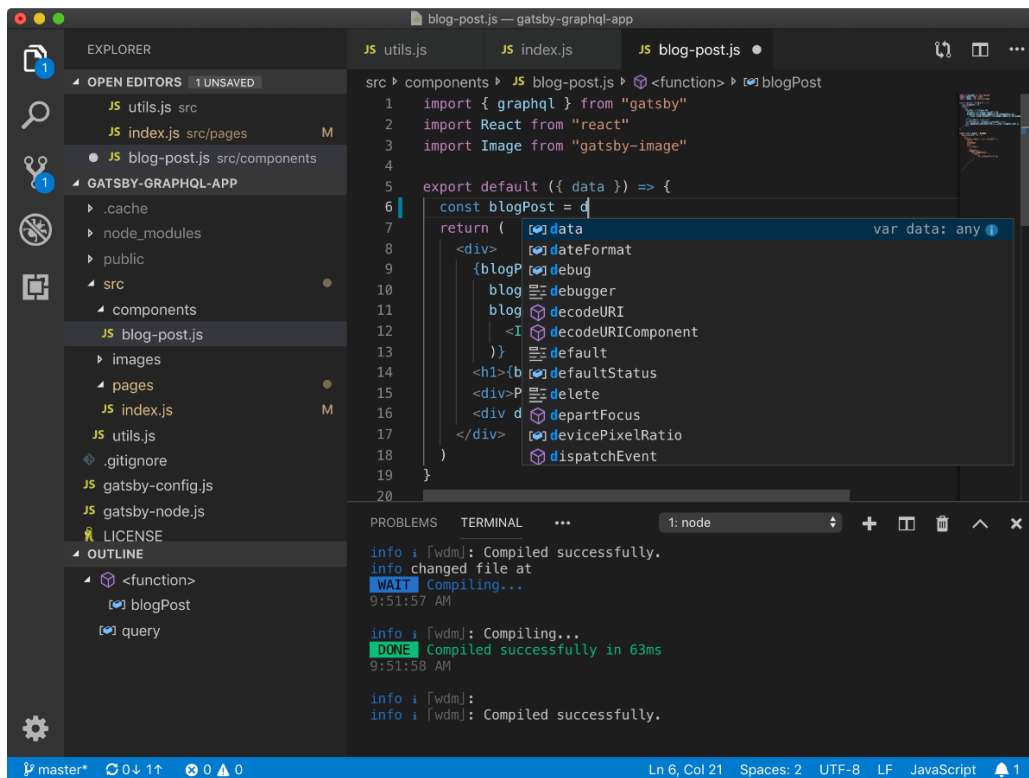 blog-post.js — gatsby-graphql-app
1
1
EXPLORER
OPEN EDITORS 1 UNSAVED
JS utils.js src
JS index.js src/pages M
JS blog-post.js src/components
GATSBY-GRAPHQL-APP
.cache
node_modules
public
src
components
JS blog-post.js
images
pages
JS index.js M
JS utils.js
.gitignore
JS gatsby-config.js
JS gatsby-node.js
LICENSE
OUTLINE
<function>
blogPost
query
JS utils.js JS index.js JS blog-post.js
src components JS blog-post.js <function> blogPost
1 import { graphql } from "gatsby"
2 import React from "react"
3 import Image from "gatsby-image"
4
5 export default ({ data }) => {
6 const blogPost = d
7 return (
8 <div>
9 {blogP
10 blog
11 blog
12 <I
13 )}
14 <h1>{b
15 <div>P
16 <div d
17 </div>
18 )
19 }
20
data var data: any
dateFormat
debug
debugger
decodeURI
decodeURIComponent
default
defaultStatus
delete
departFocus
devicePixelRatio
dispatchEvent
PROBLEMS TERMINAL ••• 1: node
info i ｢wdm｣: Compiled successfully.
info changed file at
WAIT Compiling...
9:51:57 AM
info i ｢wdm｣: Compiling...
DONE Compiled successfully in 63ms
9:51:58 AM
info i ｢wdm｣:
info i ｢wdm｣: Compiled successfully.
master* 0↓ 1↑ 0 0 Ln 6, Col 21 Spaces: 2 UTF-8 LF JavaScript 1